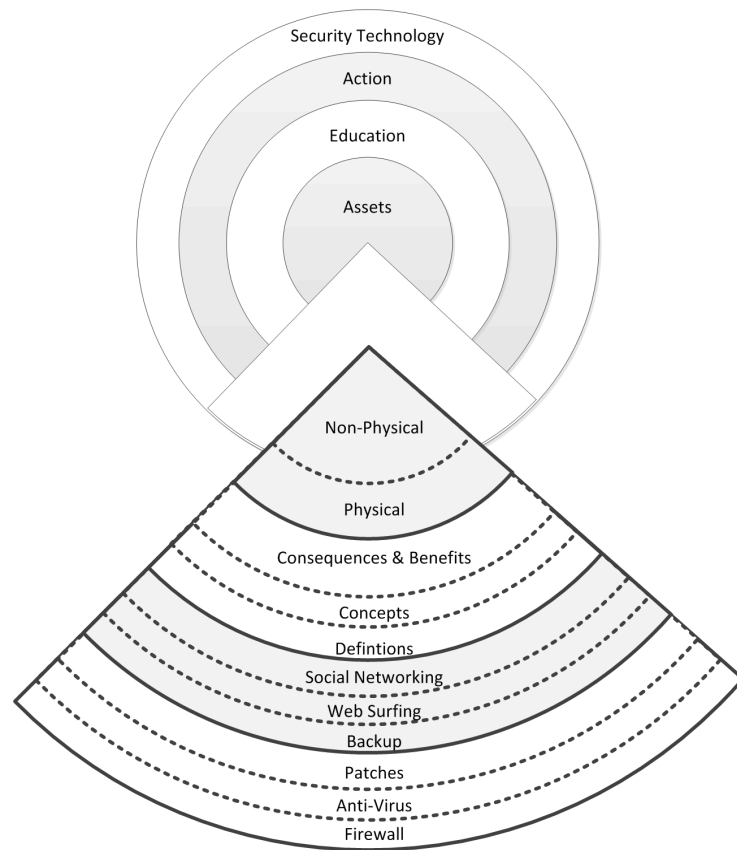 Security Technology
Action
Education
Assets
Non-Physical
Physical
Consequences & Benefits
Concepts
Defintions
Social Networking
Web Surfing
Backup
Patches
Anti-Virus
Firewall